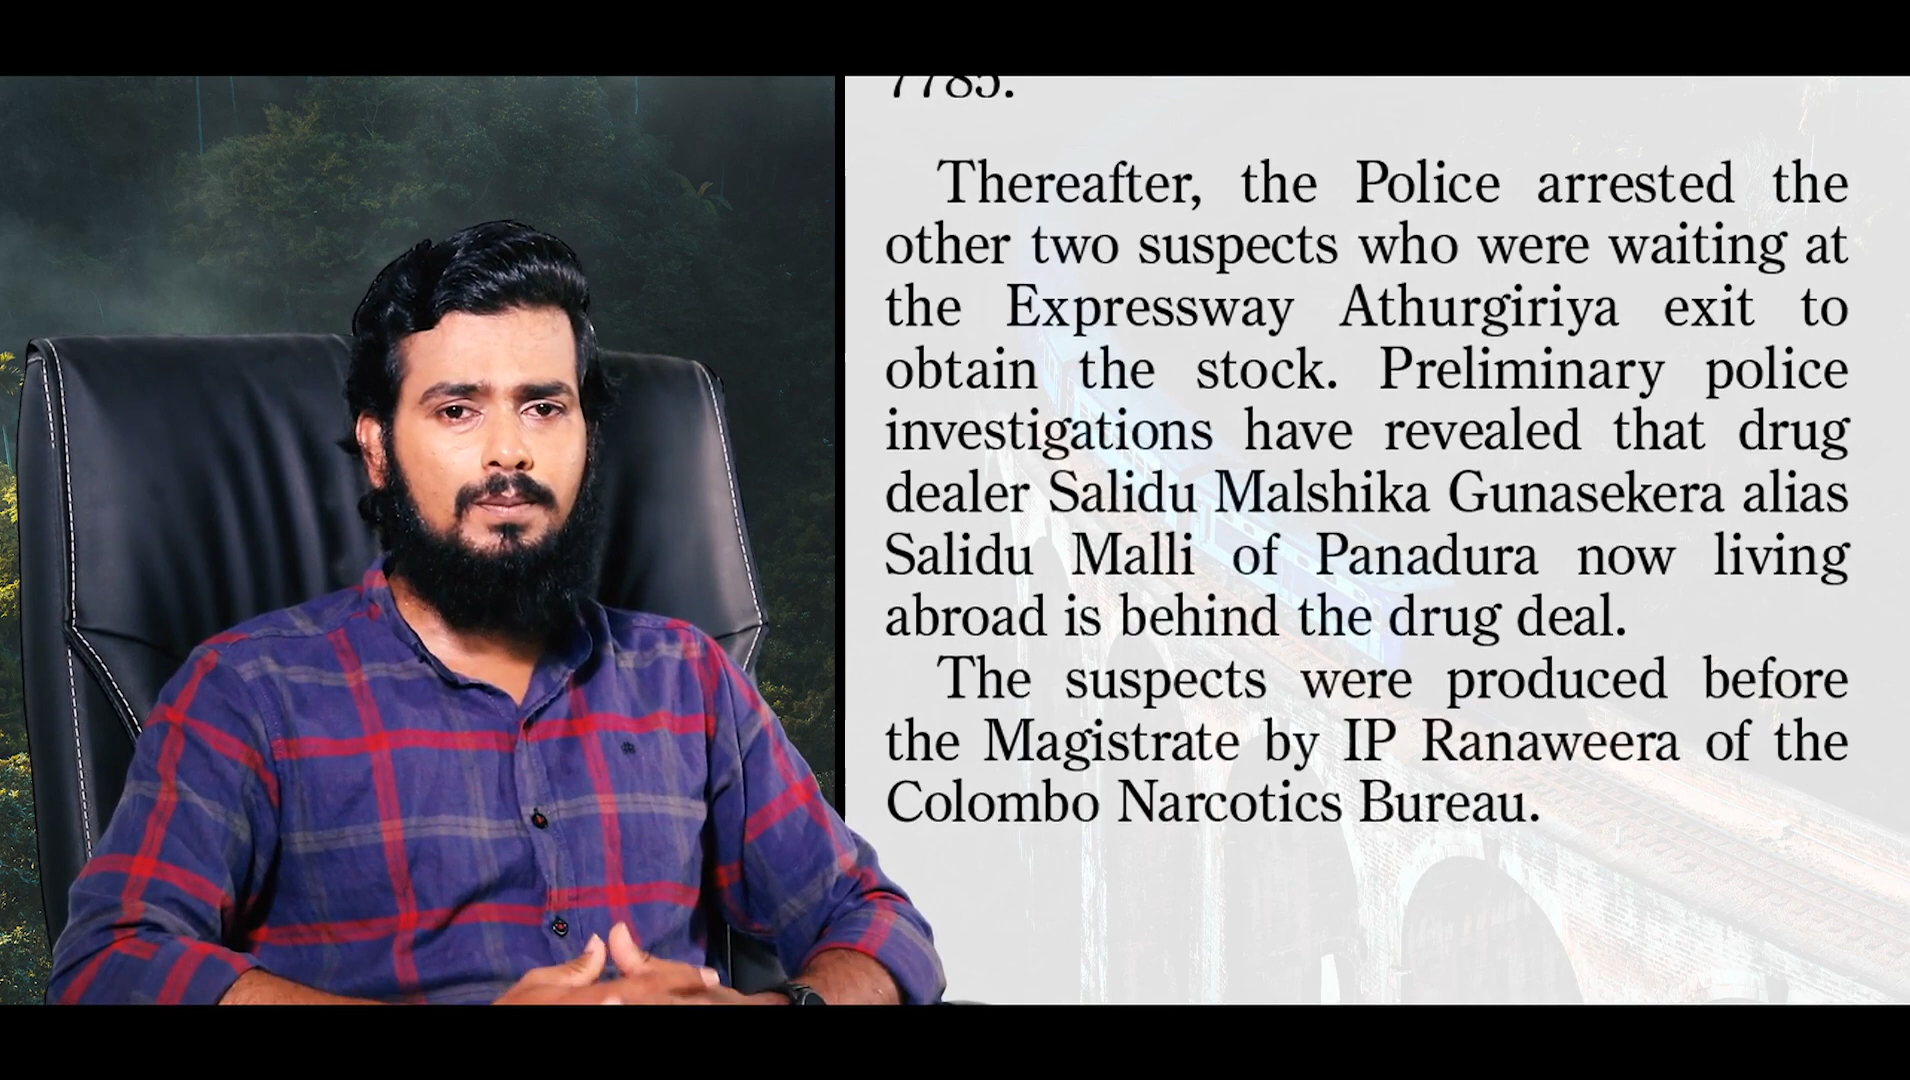 7785.
Thereafter, the Police arrested the
other two suspects who were waiting at
the Expressway Athurgiriya exit to
obtain the stock. Preliminary police
investigations have revealed that drug
dealer Salidu Malshika Gunasekera alias
Salidu Malli of Panadura now living
abroad is behind the drug deal.
The suspects were produced before
the Magistrate by IP Ranaweera of the
Colombo Narcotics Bureau.